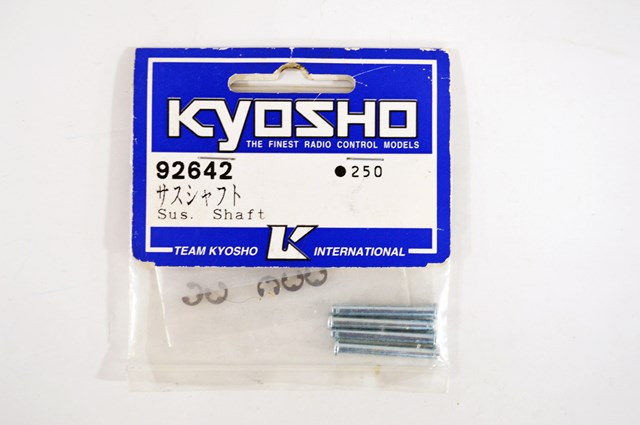 KYOSHO
THE FINEST RADIO CONTROL MODELS
92642 ●250
サスシャフト
Sus. Shaft
TEAM KYOSHO K INTERNATIONAL